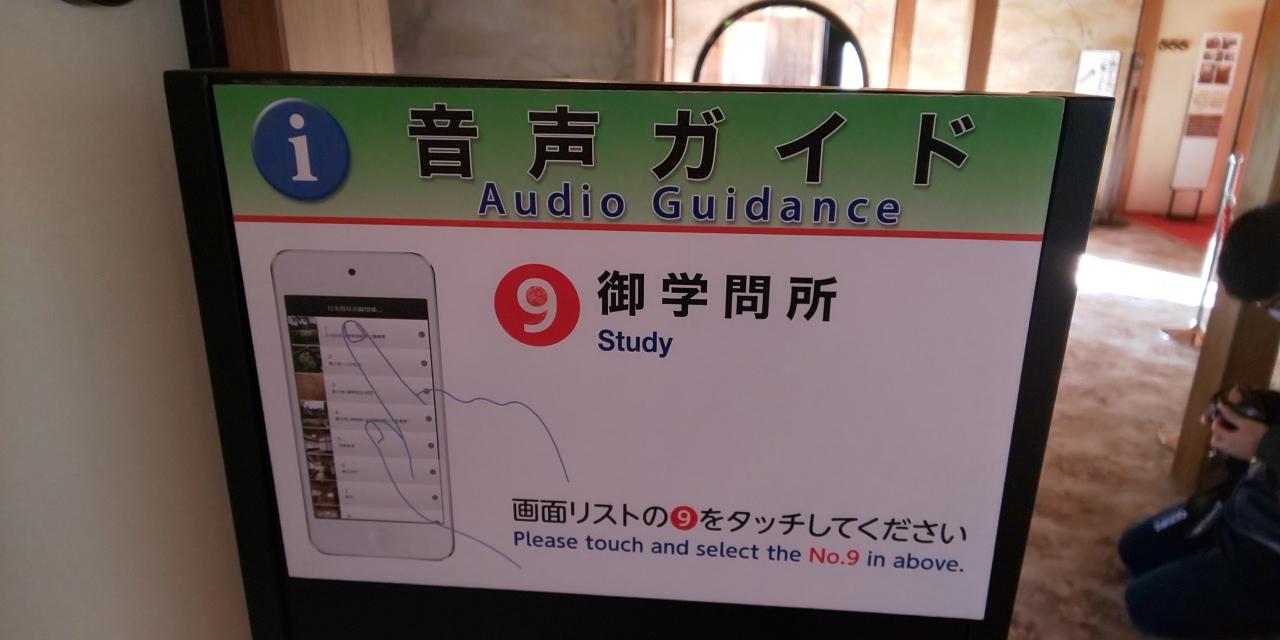 i
音声ガイド
Audio Guidance
9 御学問所
Study
画面リストの9をタッチしてください
Please touch and select the No.9 in above.